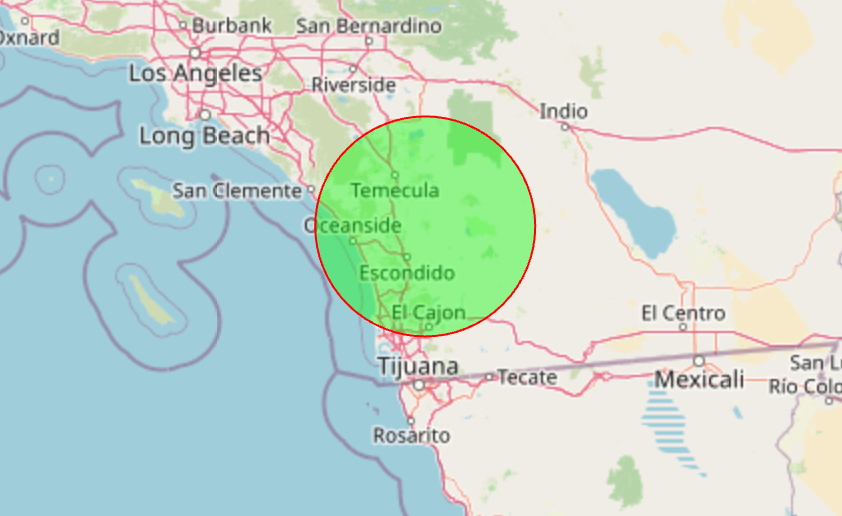 Burbank
San Bernardino
Oxnard
Los Angeles
Riverside
Indio
Long Beach
San Clemente
Temecula
Oceanside
Escondido
El Cajon
El Centro
Tijuana
Tecate
Mexicali
San Lu
Río Colo
Rosarito